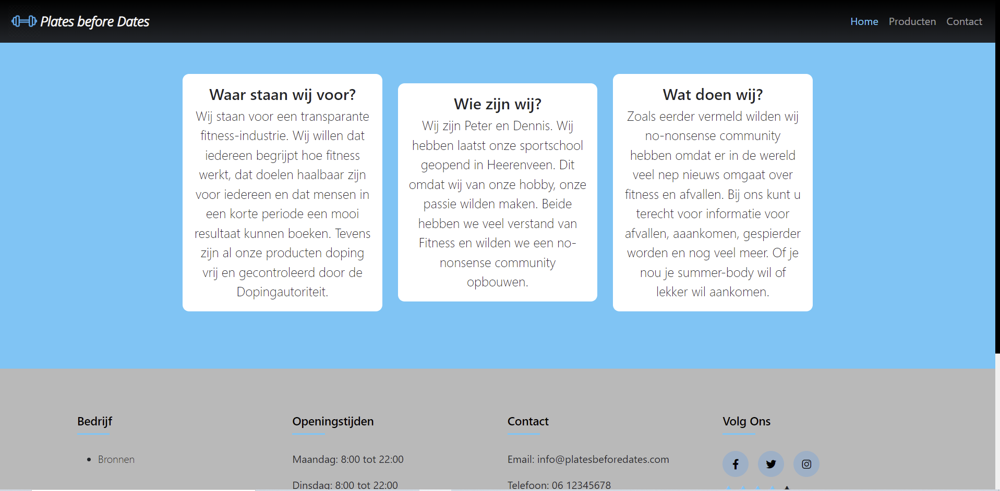 Plates before Dates
Home Producten Contact
Waar staan wij voor?
Wij staan voor een transparante
fitness-industrie. Wij willen dat
iedereen begrijpt hoe fitness
werkt, dat doelen haalbaar zijn
voor iedereen en dat mensen in
een korte periode een mooi
resultaat kunnen boeken. Tevens
zijn al onze producten doping
vrij en gecontroleerd door de
Dopingautoriteit.
Wie zijn wij?
Wij zijn Peter en Dennis. Wij
hebben laatst onze sportschool
geopend in Heerenveen. Dit
omdat wij van onze hobby, onze
passie wilden maken. Beide
hebben we veel verstand van
Fitness en wilden we een no-
nonsense community
opbouwen.
Wat doen wij?
Zoals eerder vermeld wilden wij
no-nonsense community
hebben omdat er in de wereld
veel nep nieuws omgaat over
fitness en afvallen. Bij ons kunt u
terecht voor informatie voor
afvallen, aaankomen, gespierder
worden en nog veel meer. Of je
nou je summer-body wil of
lekker wil aankomen.
Bedrijf
Bronnen
Openingstijden
Maandag: 8:00 tot 22:00
Dinsdag: 8:00 tot 22:00
Contact
Email: info@platesbeforedates.com
Telefoon: 06 12345678
Volg Ons